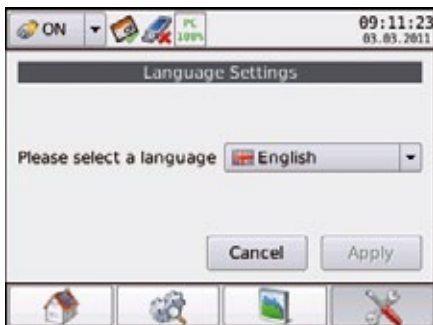 ON PC 100% 09:11:23
03.03.2011
Language Settings
Please select a language English
Cancel Apply